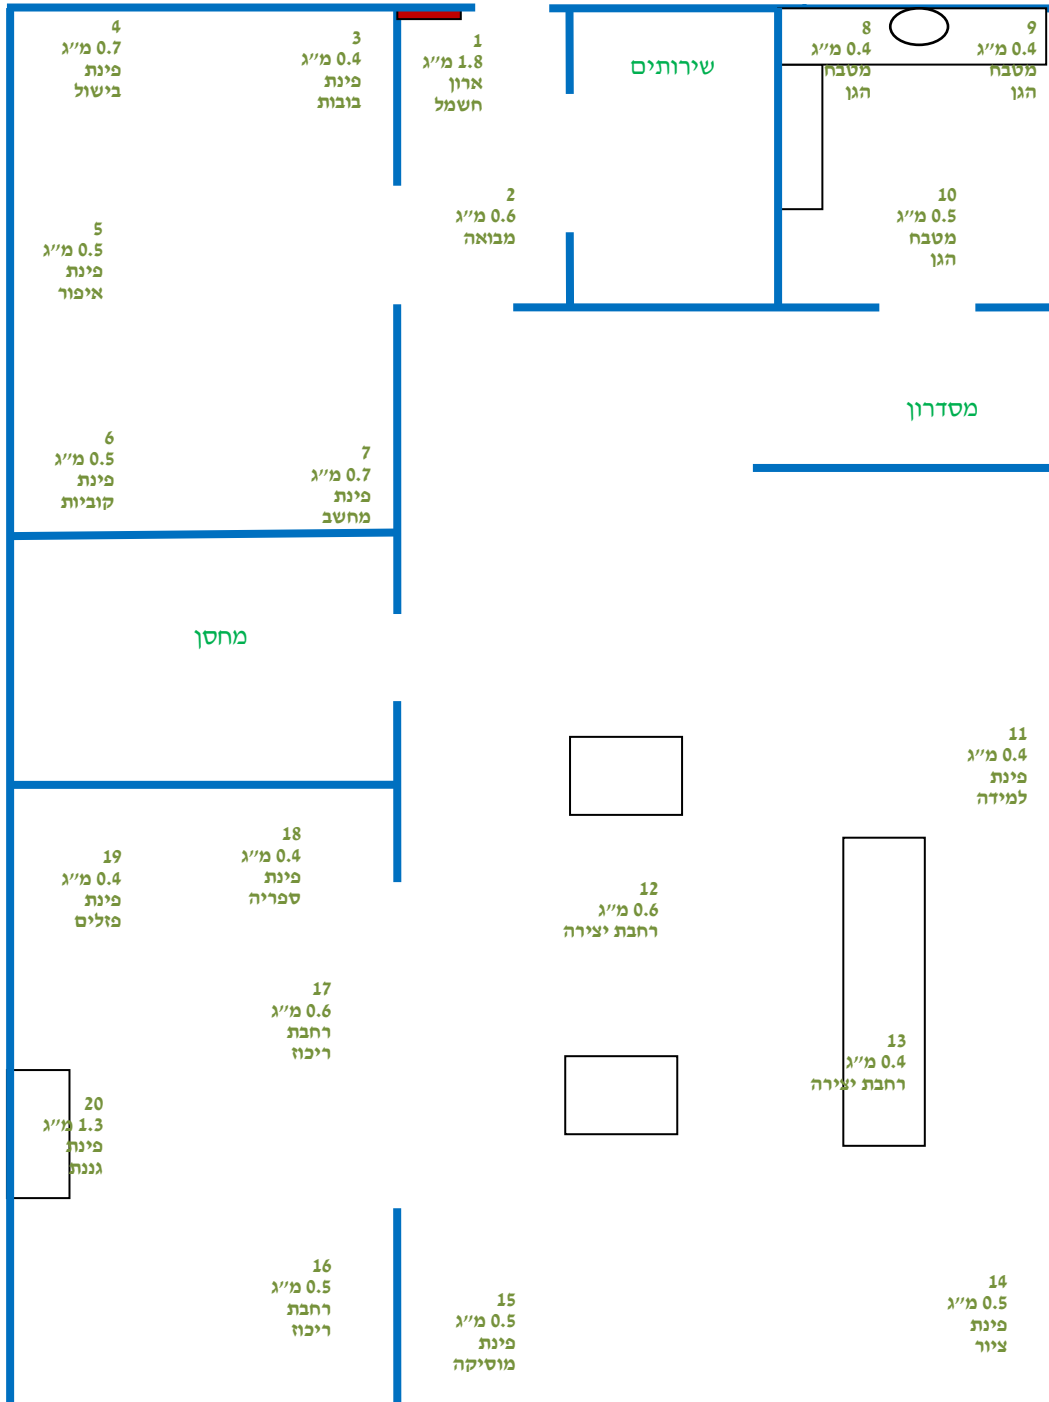 1
1.8 מ״ג
ארון
חשמל
2
0.6 מ״ג
מבואה
3
0.4 מ״ג
פינת
בובות
4
0.7 מ״ג
פינת
בישול
5
0.5 מ״ג
פינת
איפור
6
0.5 מ״ג
פינת
קוביות
7
0.7 מ״ג
פינת
מחשב
שירותים
8
0.4 מ״ג
מטבח
הגן
9
0.4 מ״ג
מטבח
הגן
10
0.5 מ״ג
מטבח
הגן
מסדרון
מחסן
11
0.4 מ״ג
פינת
למידה
12
0.6 מ״ג
רחבת יצירה
13
0.4 מ״ג
רחבת יצירה
14
0.5 מ״ג
פינת
ציור
15
0.5 מ״ג
פינת
מוסיקה
16
0.5 מ״ג
רחבת
ריכוז
17
0.6 מ״ג
רחבת
ריכוז
18
0.4 מ״ג
פינת
ספריה
19
0.4 מ״ג
פינת
פזלים
20
1.3 מ״ג
פינת
גננת